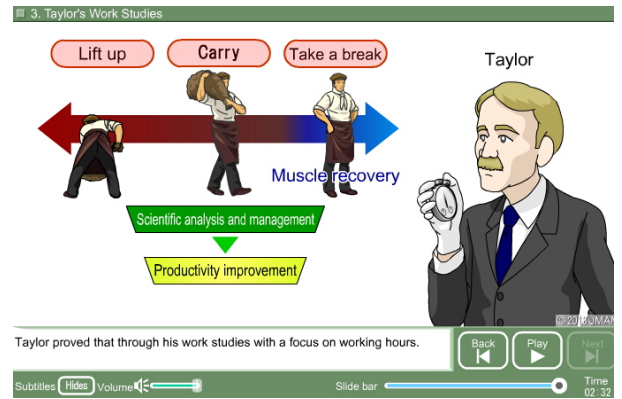 3. Taylor's Work Studies
Lift up
Carry
Take a break
Taylor
Muscle recovery
Scientific analysis and management
Productivity improvement
Taylor proved that through his work studies with a focus on working hours.
Back
Play
Next
Subtitles
Hides
Volume
Slide bar
Time
02:32